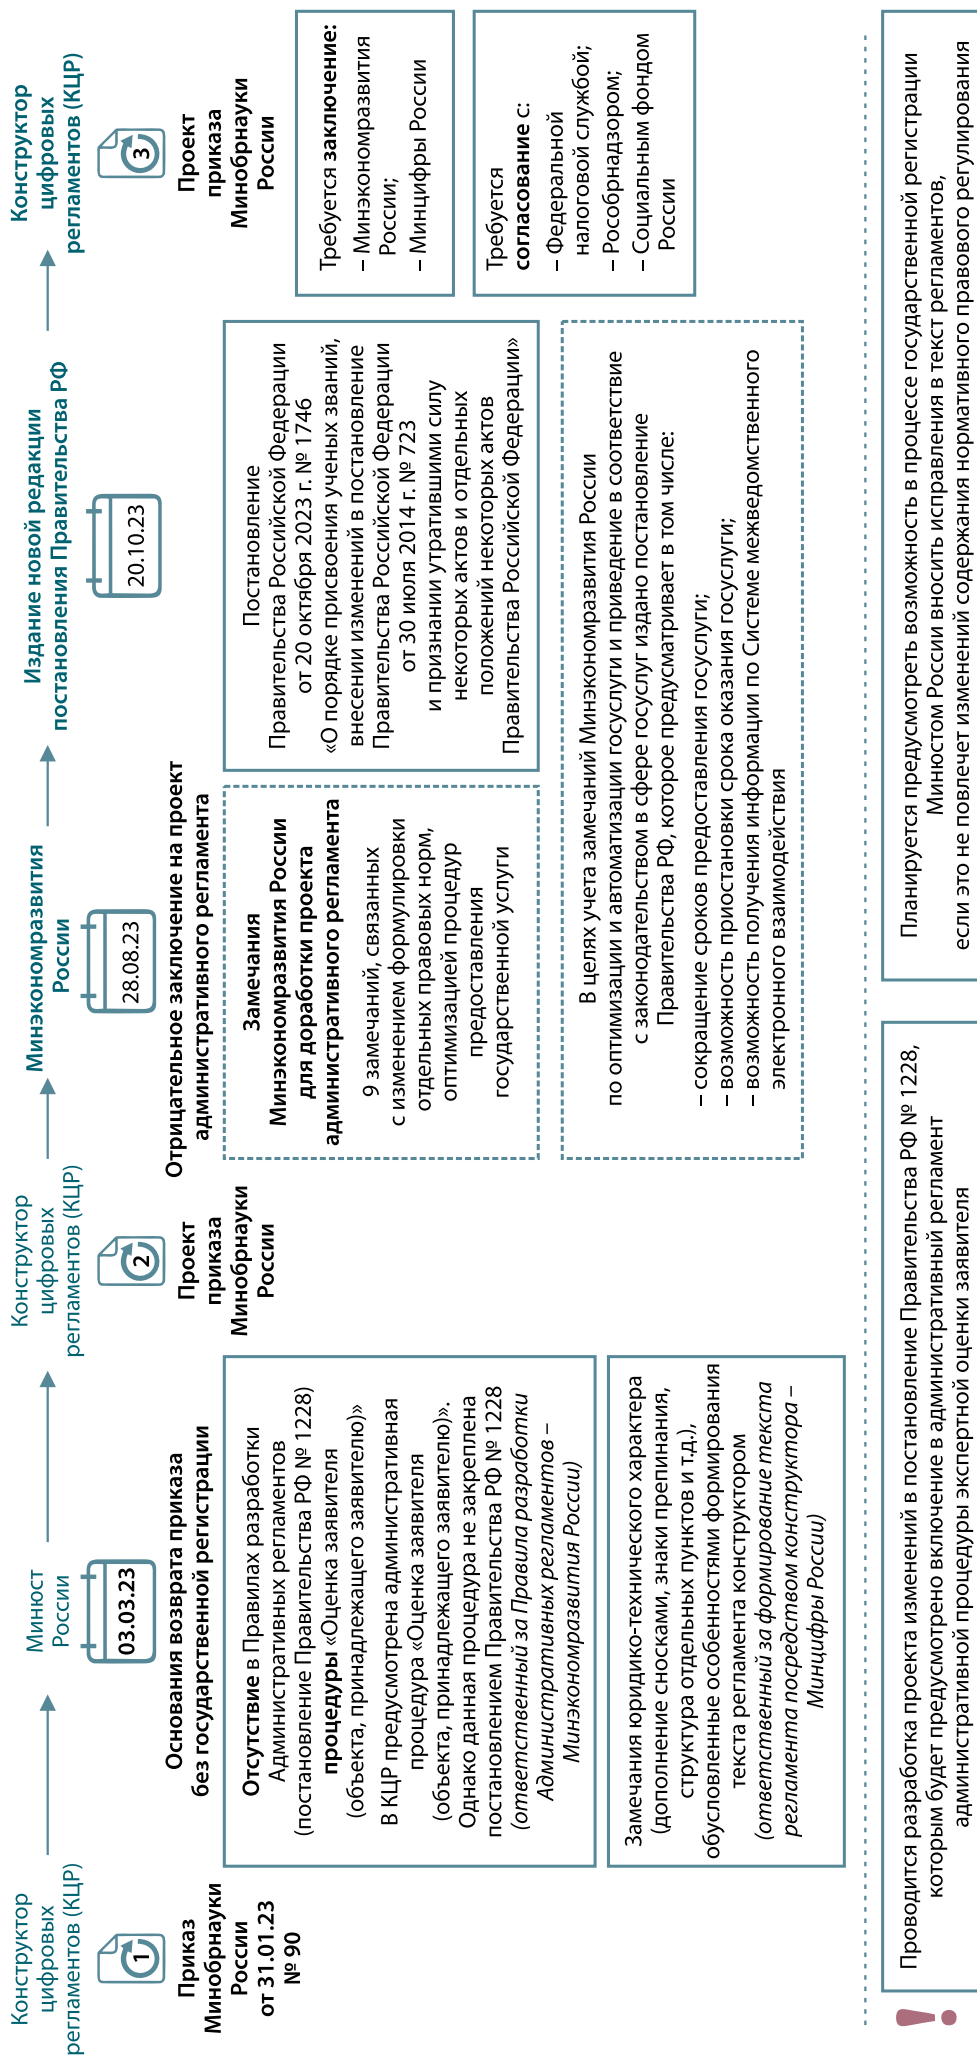 Конструктор
цифровых
регламентов (КЦР)
1
Приказ
Минобрнауки
России
от 31.01.23
№ 90
Минюст
России
03.03.23
Основания возврата приказа
без государственной регистрации
Отсутствие в Правилах разработки
Административных регламентов
(постановление Правительства РФ № 1228)
процедуры «Оценка заявителя
(объекта, принадлежащего заявителю)»
В КЦР предусмотрена административная
процедура «Оценка заявителя
(объекта, принадлежащего заявителю)».
Однако данная процедура не закреплена
постановлением Правительства РФ № 1228
(ответственный за Правила разработки
Административных регламентов –
Минэкономразвития России)
Замечания юридико-технического характера
(дополнение сносками, знаки препинания,
структура отдельных пунктов и т.д.),
обусловленные особенностями формирования
текста регламента конструктором
(ответственный за формирование текста
регламента посредством конструктора –
Минцифры России)
Конструктор
цифровых
регламентов (КЦР)
2
Проект
приказа
Минобрнауки
России
Минэкономразвития
России
28.08.23
Отрицательное заключение на проект
административного регламента
Замечания
Минэкономразвития России
для доработки проекта
административного регламента
9 замечаний, связанных
с изменением формулировки
отдельных правовых норм,
оптимизацией процедур
предоставления
государственной услуги
Издание новой редакции
постановления Правительства РФ
20.10.23
Постановление
Правительства Российской Федерации
от 20 октября 2023 г. № 1746
«О порядке присвоения ученых званий,
внесении изменений в постановление
Правительства Российской Федерации
от 30 июля 2014 г. № 723
и признании утратившими силу
некоторых актов и отдельных
положений некоторых актов
Правительства Российской Федерации»
В целях учета замечаний Минэкономразвития России
по оптимизации и автоматизации госуслуги и приведение в соответствие
с законодательством в сфере госуслуг издано постановление
Правительства РФ, которое предусматривает в том числе:
– сокращение сроков предоставления госуслуги;
– возможность приостановки срока оказания госуслуги;
– возможность получения информации по Системе межведомственного
электронного взаимодействия
Конструктор
цифровых
регламентов (КЦР)
3
Проект
приказа
Минобрнауки
России
Требуется заключение:
– Минэкономразвития
России;
– Минцифры России
Требуется
согласование с:
– Федеральной
налоговой службой;
– Рособрнадзором;
– Социальным фондом
России
!
Проводится разработка проекта изменений в постановление Правительства РФ № 1228,
которым будет предусмотрено включение в административный регламент
административной процедуры экспертной оценки заявителя
Планируется предусмотреть возможность в процессе государственной регистрации
Минюстом России вносить исправления в текст регламентов,
если это не повлечет изменений содержания нормативного правового регулирования